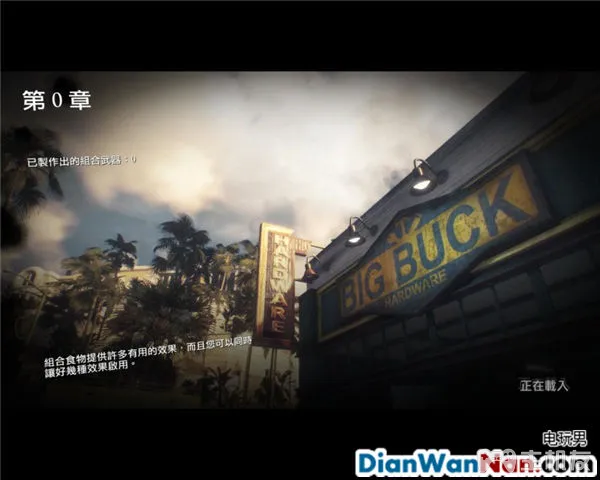 第 0 章
已製作出的組合武器：0
HARDWARE
BIG BUCK
HARDWARE
組合食物提供許多有用的效果，而且您可以同時
讓好幾種效果啟用。
正在載入
电玩男
DianWanNan.com